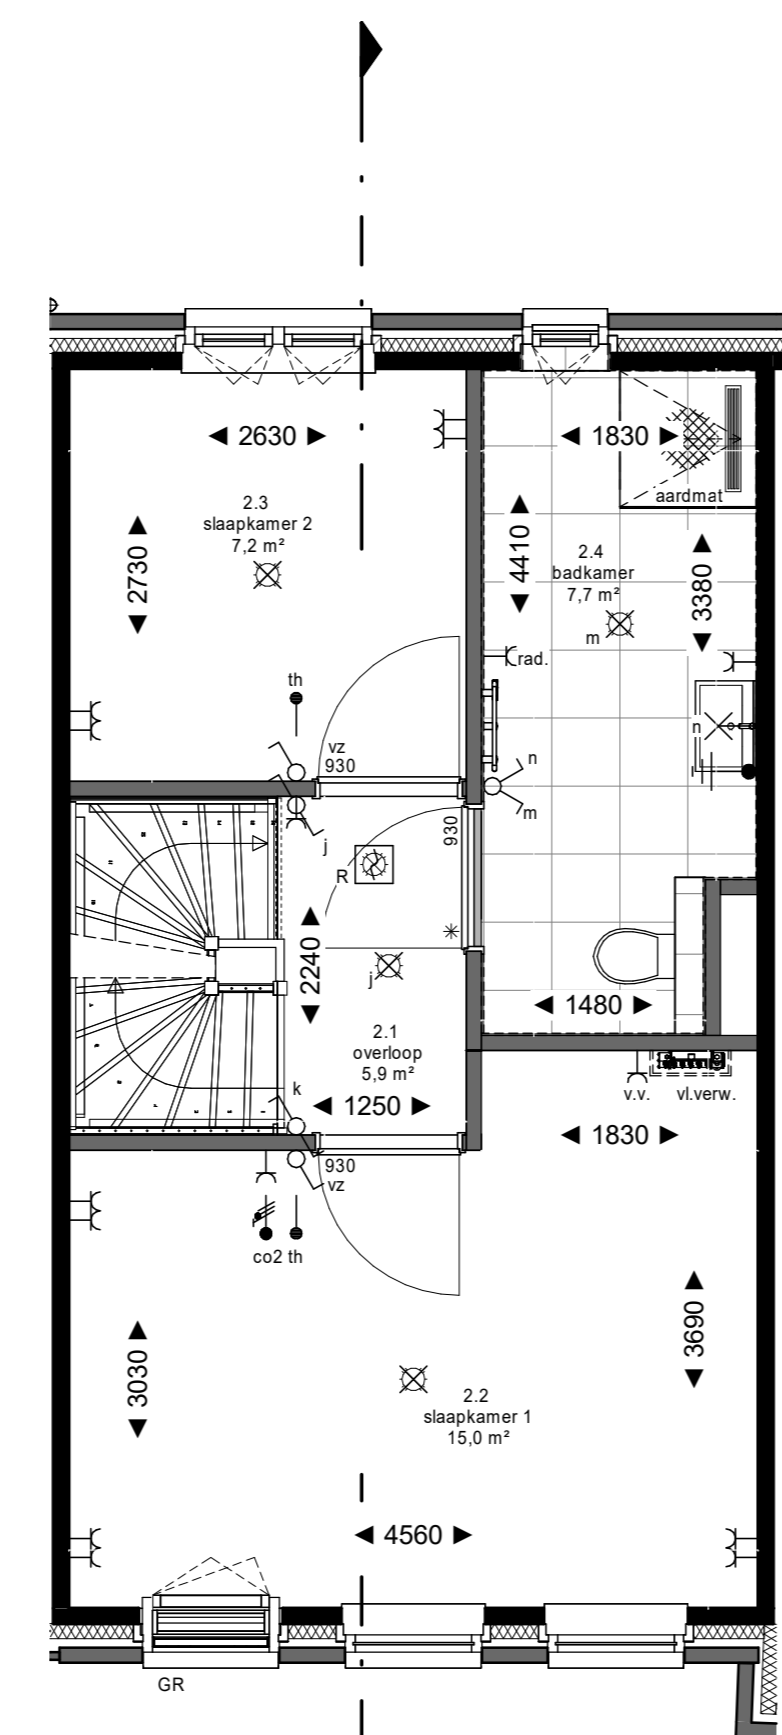 2630
1830
aardmat
2.3
slaapkamer 2
7,2 m²
2730
4410
2.4
badkamer
7,7 m²
3380
m
rad.
th
n
vz
930
n
m
j
930
R
2240
j
2.1
overloop
5,9 m²
1480
k
1250
v.v.
vl.verw.
1830
930
vz
co2 th
3030
3690
2.2
slaapkamer 1
15,0 m²
4560
GR